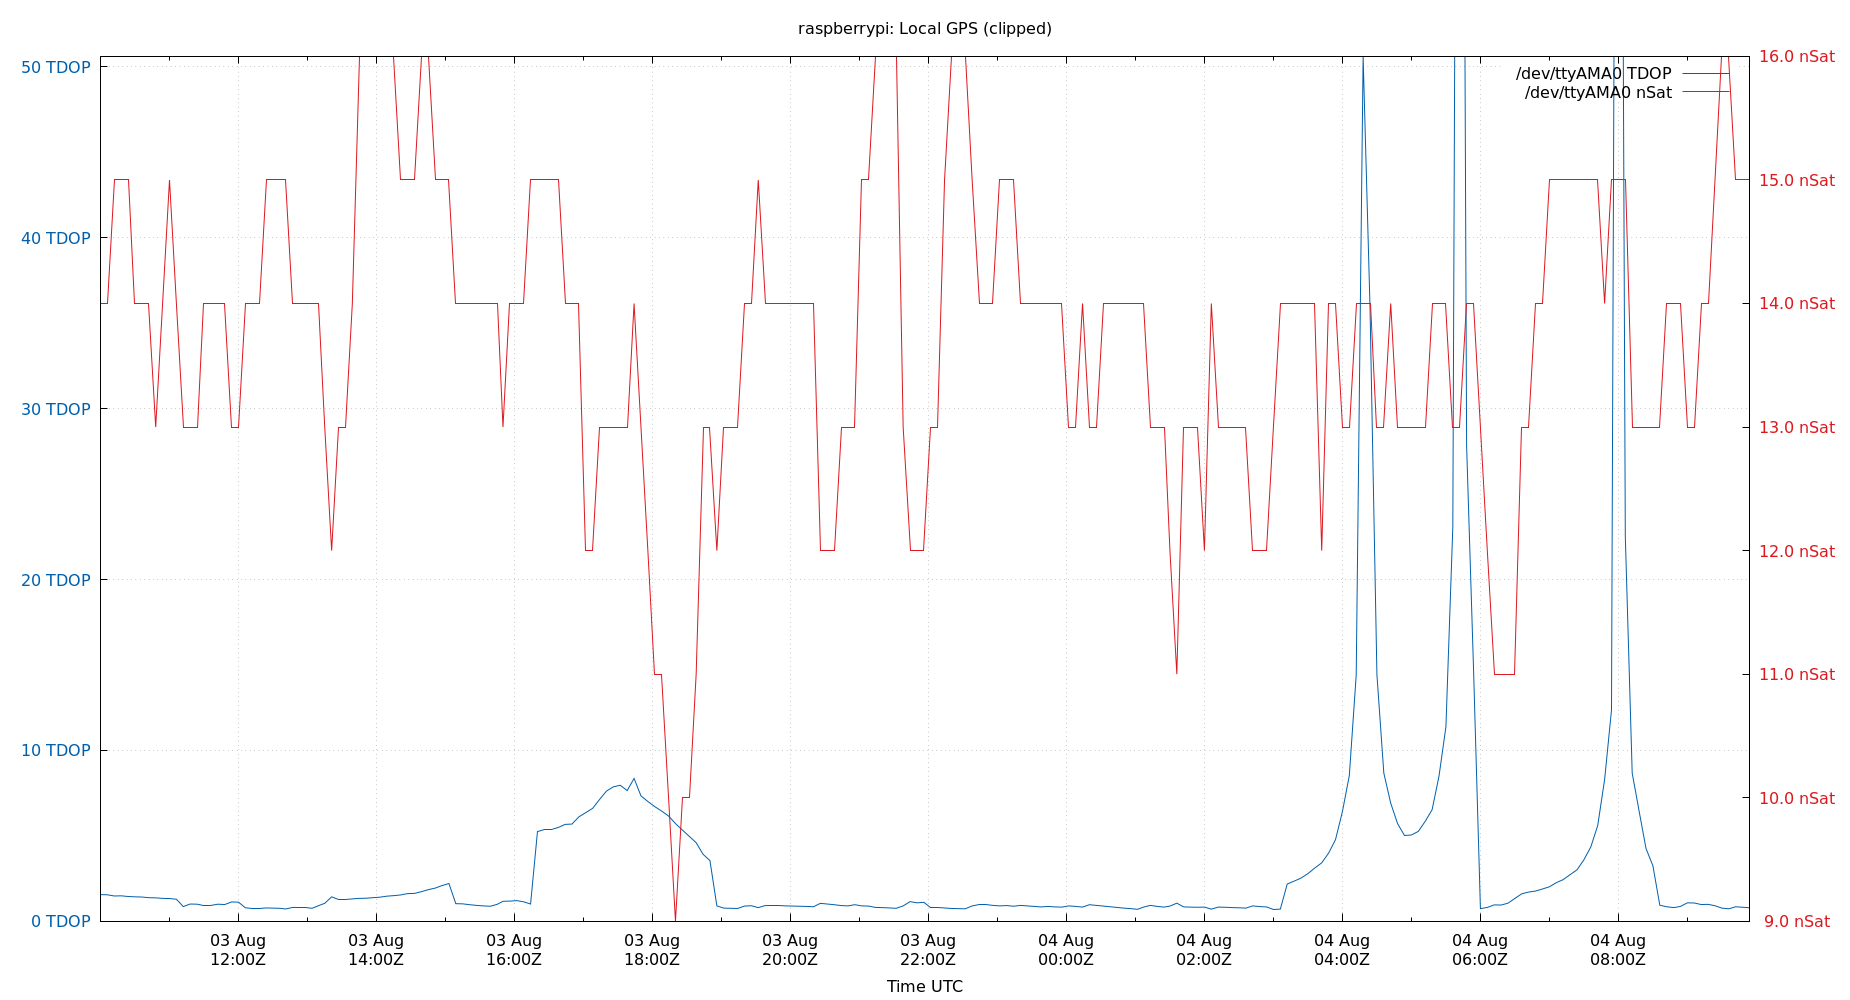 raspberrypi: Local GPS (clipped)
50 TDOP
40 TDOP
30 TDOP
20 TDOP
10 TDOP
0 TDOP
16.0 nSat
15.0 nSat
14.0 nSat
13.0 nSat
12.0 nSat
11.0 nSat
10.0 nSat
9.0 nSat
/dev/ttyAMA0 TDOP
/dev/ttyAMA0 nSat
03 Aug
12:00Z
03 Aug
14:00Z
03 Aug
16:00Z
03 Aug
18:00Z
03 Aug
20:00Z
03 Aug
22:00Z
04 Aug
00:00Z
04 Aug
02:00Z
04 Aug
04:00Z
04 Aug
06:00Z
04 Aug
08:00Z
Time UTC